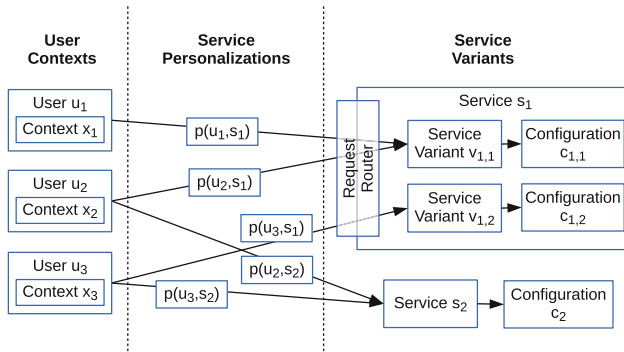 User
Contexts
Service
Personalizations
Service
Variants
User u1
Context x1
User u2
Context x2
User u3
Context x3
p(u1,s1)
p(u2,s1)
p(u3,s1)
p(u2,s2)
p(u3,s2)
Request
Router
Service s1
Service
Variant v1,1
Configuration
c1,1
Service
Variant v1,2
Configuration
c1,2
Service s2
Configuration
c2